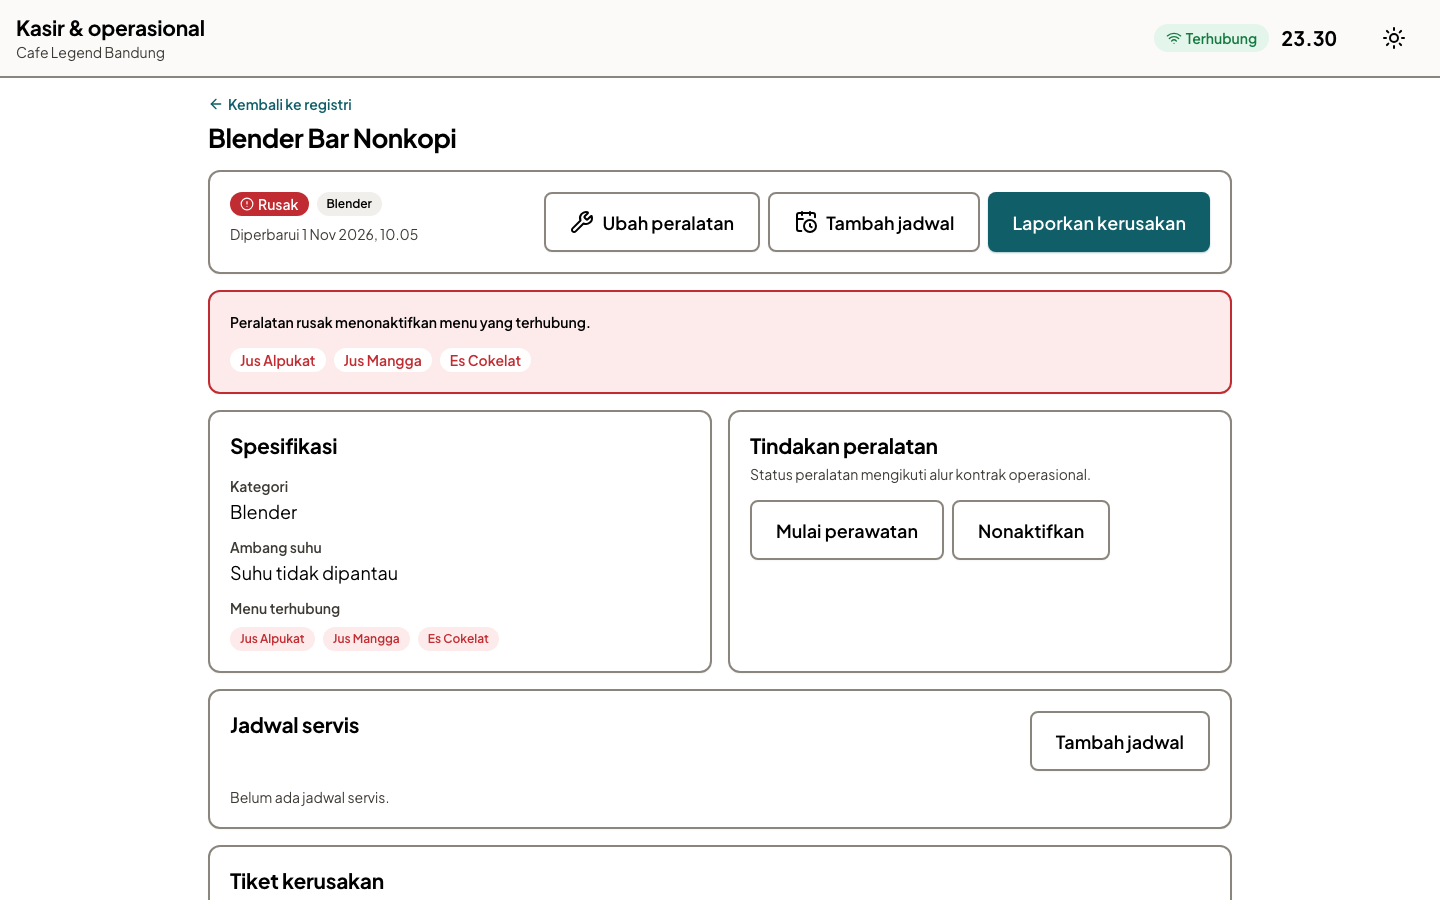 Kasir & operasional
Cafe Legend Bandung
Terhubung
23.30
Kembali ke registri
Blender Bar Nonkopi
Rusak
Blender
Diperbarui 1 Nov 2026, 10.05
Ubah peralatan
Tambah jadwal
Laporkan kerusakan
Peralatan rusak menonaktifkan menu yang terhubung.
Jus Alpukat
Jus Mangga
Es Cokelat
Spesifikasi
Kategori
Blender
Ambang suhu
Suhu tidak dipantau
Menu terhubung
Jus Alpukat
Jus Mangga
Es Cokelat
Tindakan peralatan
Status peralatan mengikuti alur kontrak operasional.
Mulai perawatan
Nonaktifkan
Jadwal servis
Tambah jadwal
Belum ada jadwal servis.
Tiket kerusakan